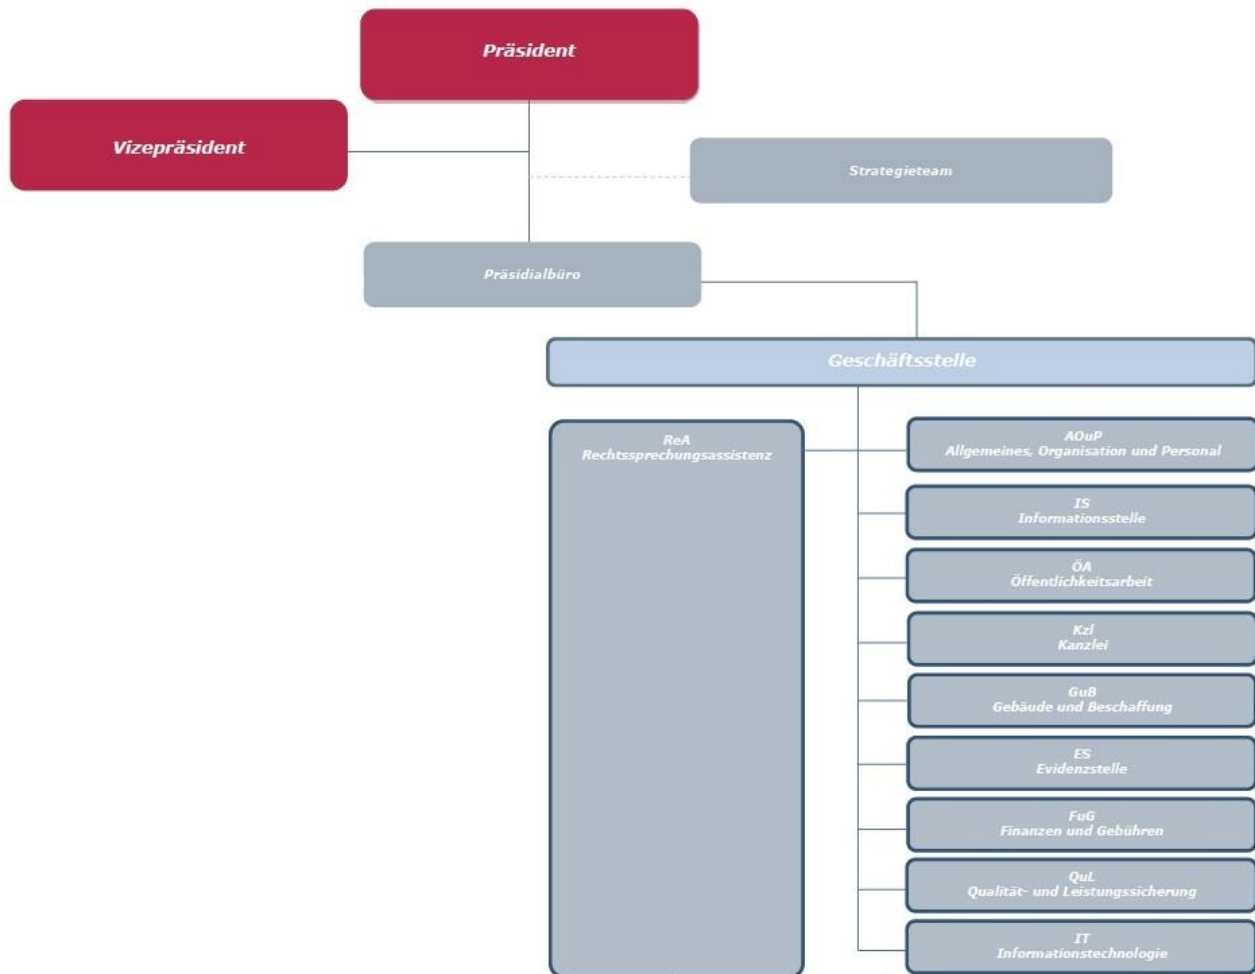 Präsident
Vizepräsident
Strategieteam
Präsidialbüro
Geschäftsstelle
ReA
Rechtssprechungsassistenz
AOuP
Allgemeines, Organisation und Personal
IS
Informationsstelle
ÖA
Öffentlichkeitsarbeit
Kzl
Kanzlei
GuB
Gebäude und Beschaffung
ES
Evidenzstelle
FuG
Finanzen und Gebühren
QuL
Qualität- und Leistungssicherung
IT
Informationstechnologie